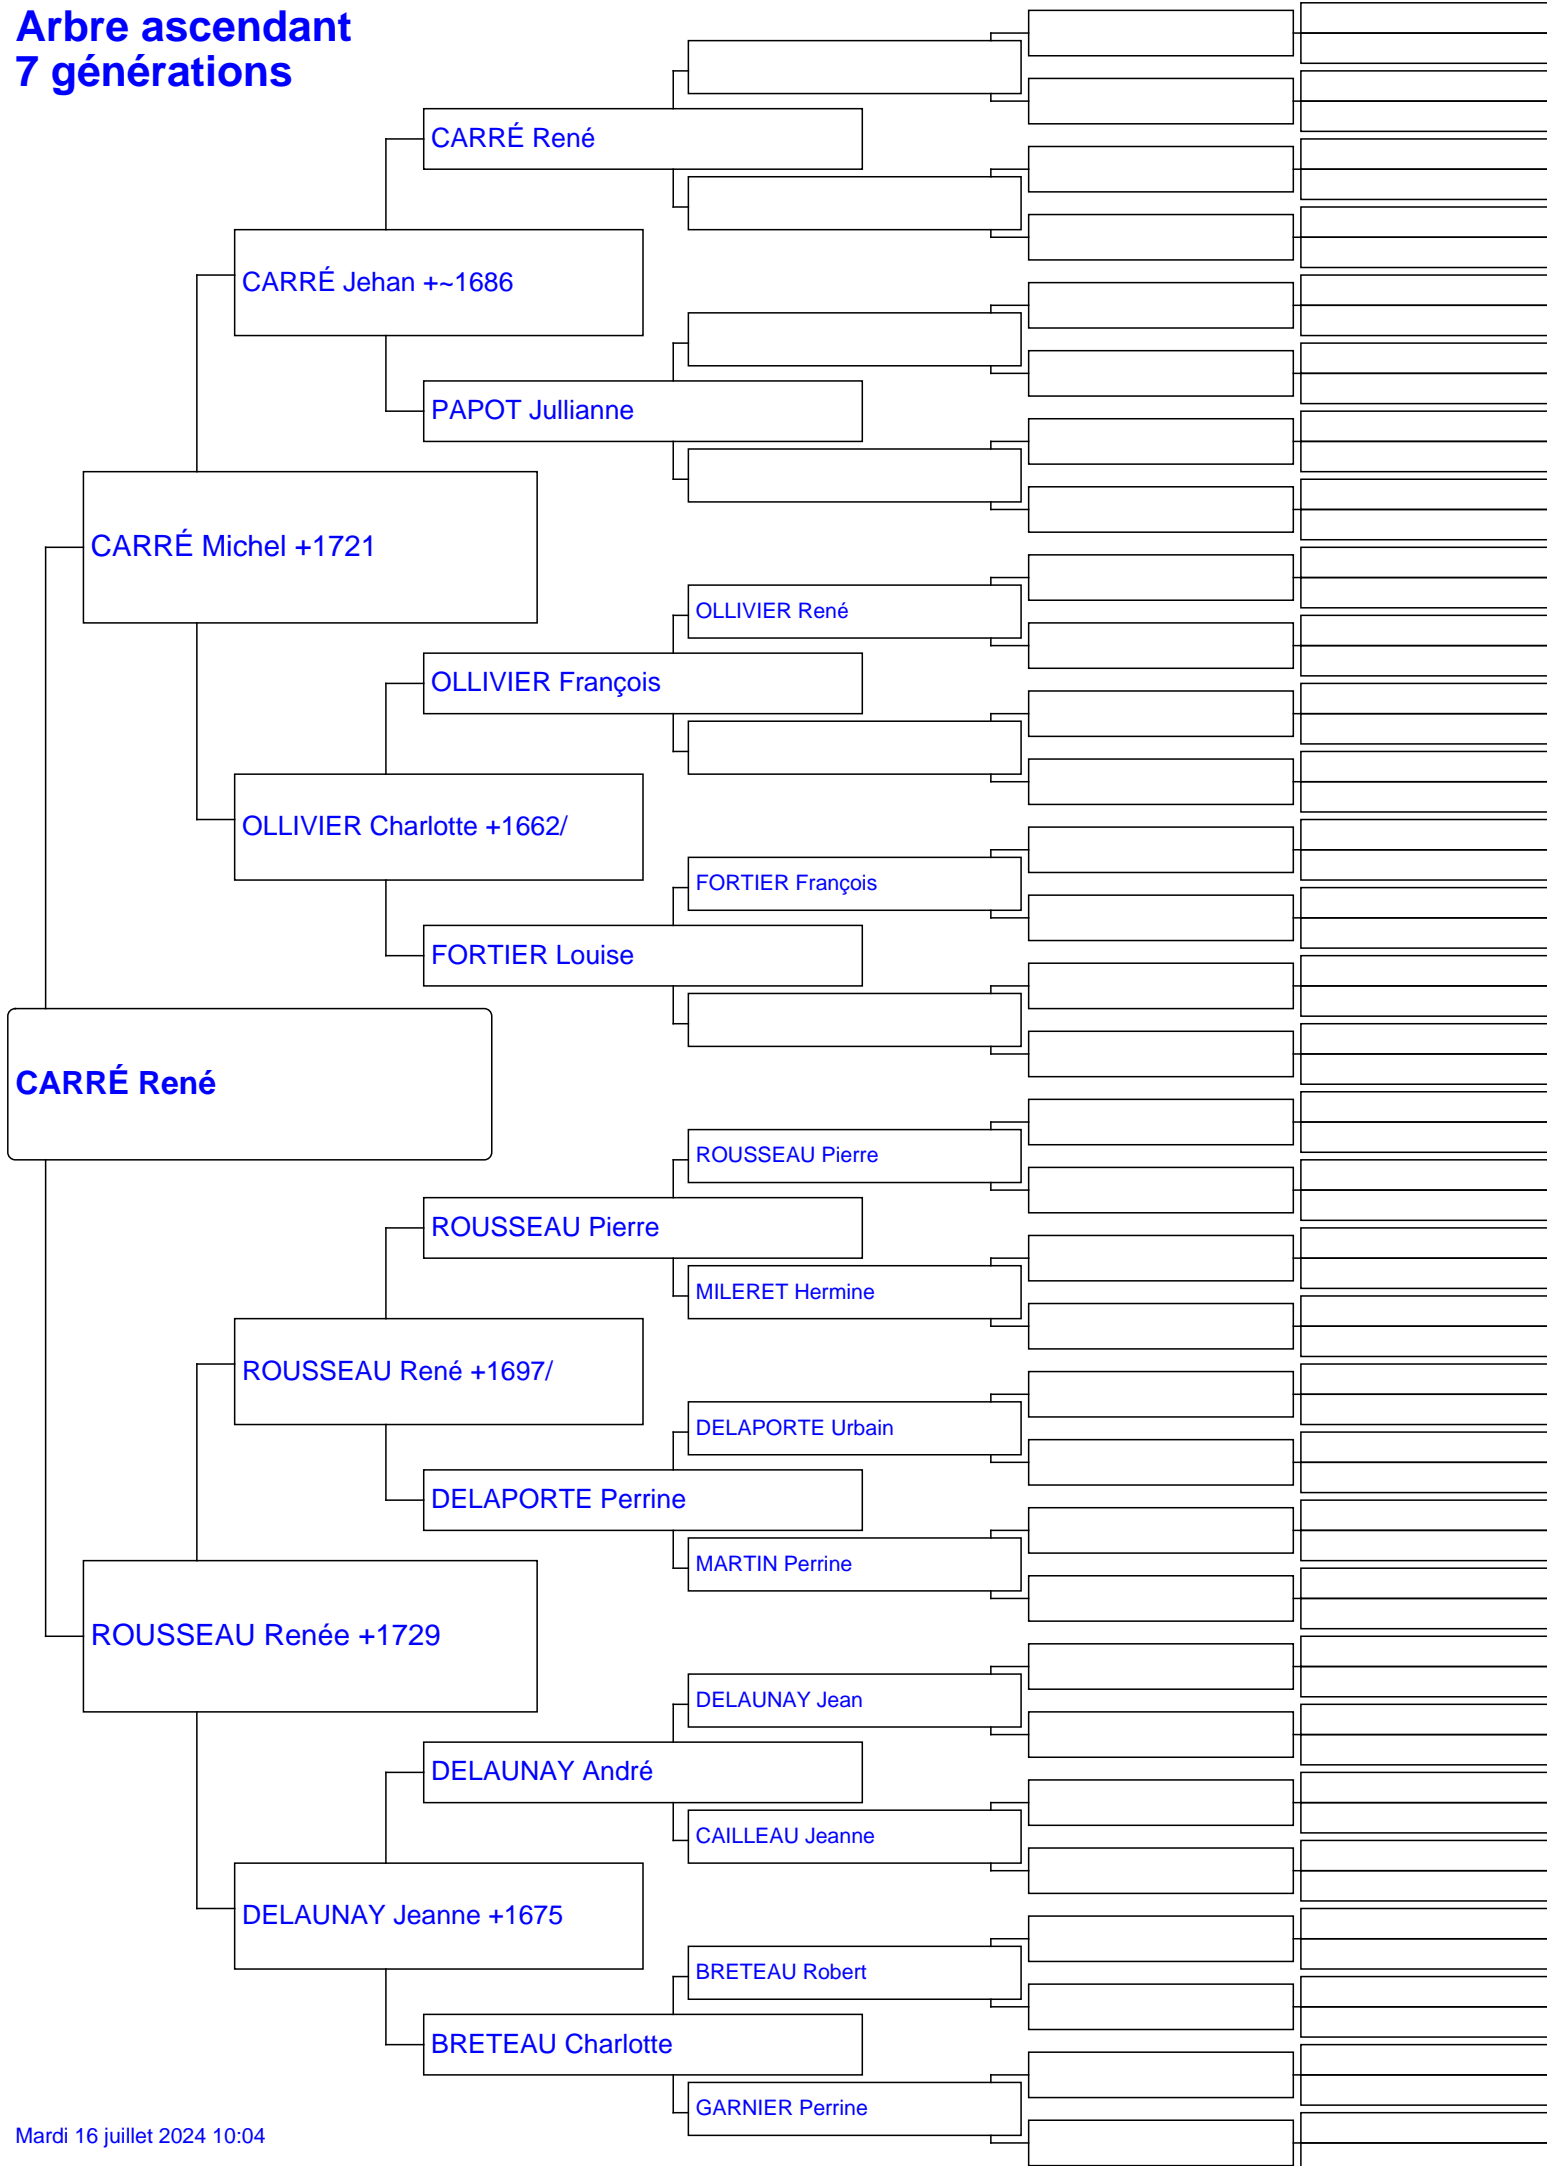 Arbre ascendant
7 générations
CARRÉ René
CARRÉ Jehan +~1686
PAPOT Jullianne
CARRÉ Michel +1721
OLLIVIER René
OLLIVIER François
OLLIVIER Charlotte +1662/
FORTIER François
FORTIER Louise
CARRÉ René
ROUSSEAU Pierre
ROUSSEAU Pierre
MILERET Hermine
ROUSSEAU René +1697/
DELAPORTE Urbain
DELAPORTE Perrine
MARTIN Perrine
ROUSSEAU Renée +1729
DELAUNAY Jean
DELAUNAY André
CAILLEAU Jeanne
DELAUNAY Jeanne +1675
BRETEAU Robert
BRETEAU Charlotte
GARNIER Perrine
Mardi 16 juillet 2024 10:04